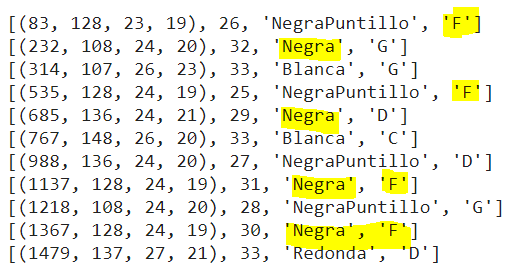 [(83, 128, 23, 19), 26, 'NegraPuntillo', 'F']
[(232, 108, 24, 20), 32, 'Negra', 'G']
[(314, 107, 26, 23), 33, 'Blanca', 'G']
[(535, 128, 24, 19), 25, 'NegraPuntillo', 'F']
[(685, 136, 24, 21), 29, 'Negra', 'D']
[(767, 148, 26, 20), 33, 'Blanca', 'C']
[(988, 136, 24, 20), 27, 'NegraPuntillo', 'D']
[(1137, 128, 24, 19), 31, 'Negra', 'F']
[(1218, 108, 24, 20), 28, 'NegraPuntillo', 'G']
[(1367, 128, 24, 19), 30, 'Negra', 'F']
[(1479, 137, 27, 21), 33, 'Redonda', 'D']